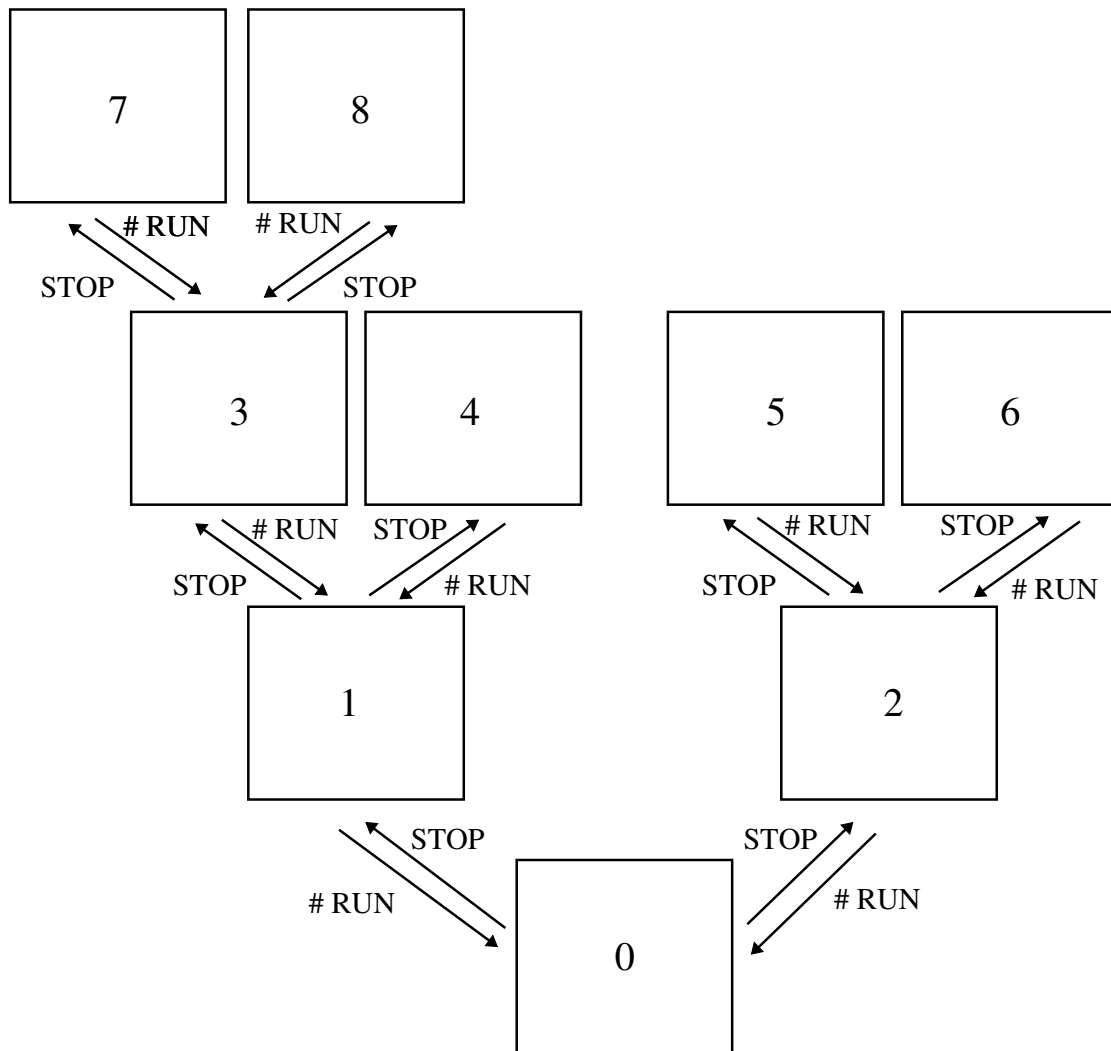 7 8
# RUN # RUN
STOP STOP
3 4 5 6
# RUN STOP # RUN STOP
STOP # RUN STOP # RUN
1 2
STOP STOP
# RUN # RUN
0